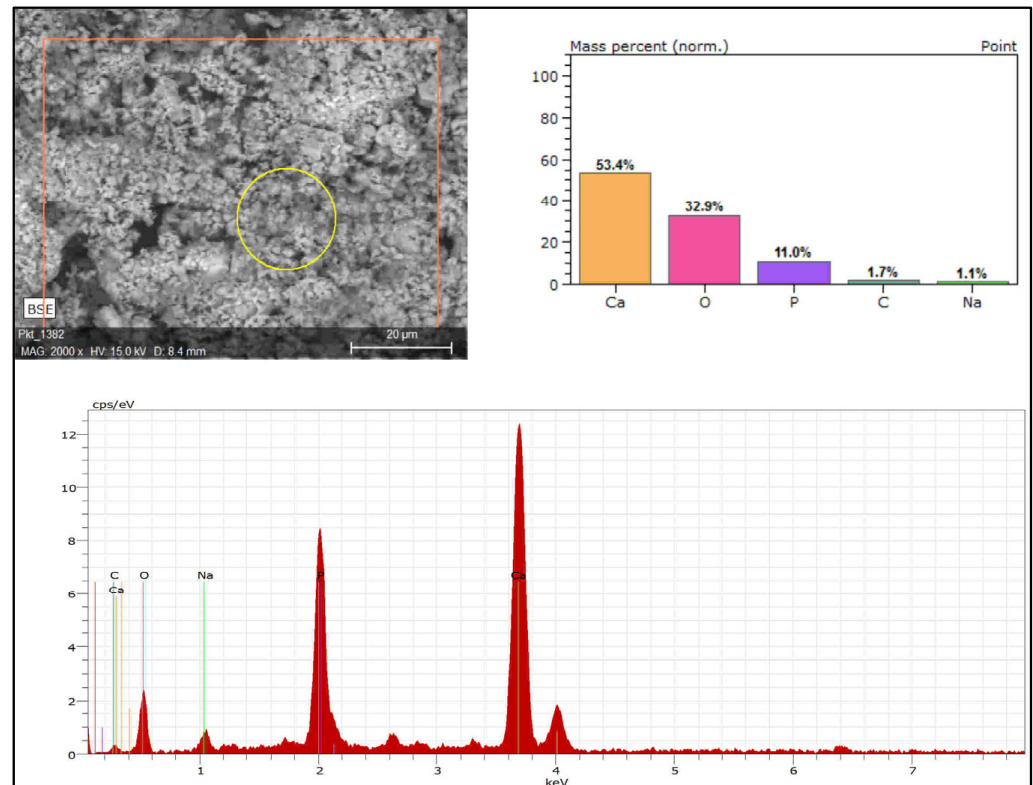 BSE
Pkt_1382
MAG: 2000 x HV: 15.0 kV D: 8.4 mm
20 µm
Mass percent (norm.) Point
100
80
60
40
20
0
53.4%
32.9%
11.0%
1.7%
1.1%
Ca O P C Na
cps/eV
12
10
8
6
4
2
0
C O Na P Ca
Ca
1 2 3 4 5 6 7
keV